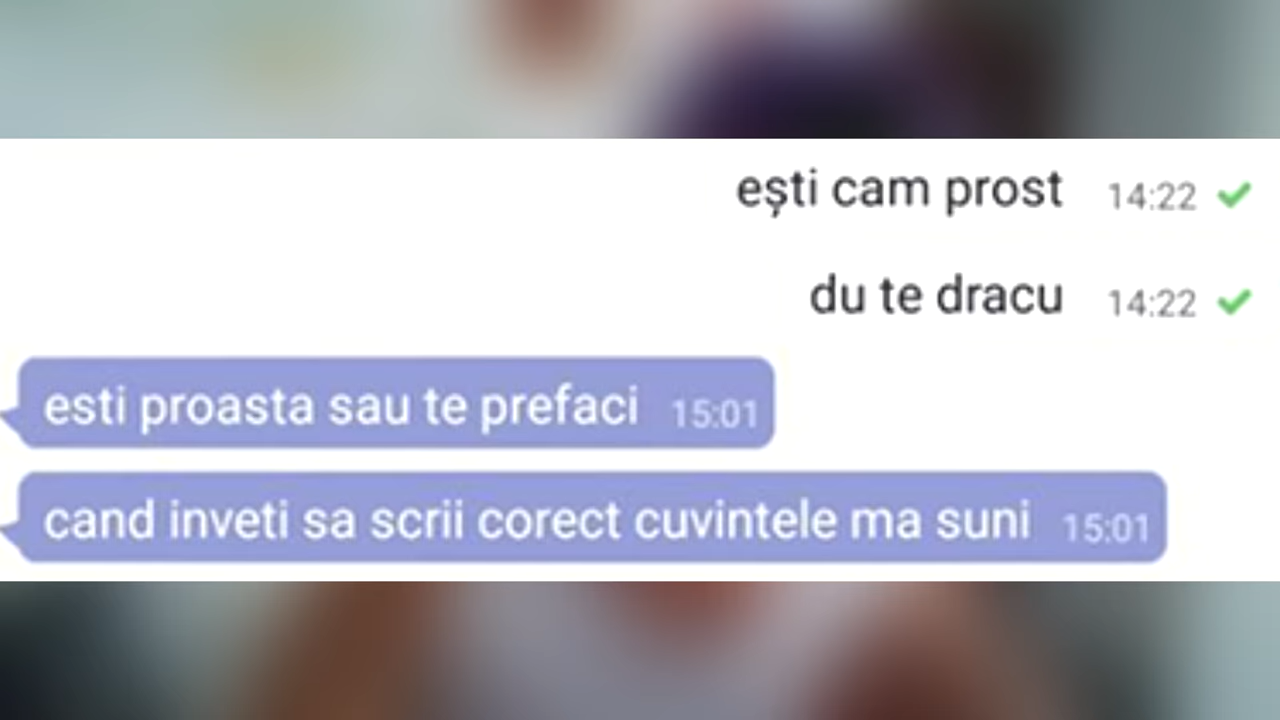 ești cam prost 14:22
du te dracu 14:22
esti proasta sau te prefaci 15:01
cand inveti sa scrii corect cuvintele ma suni 15:01